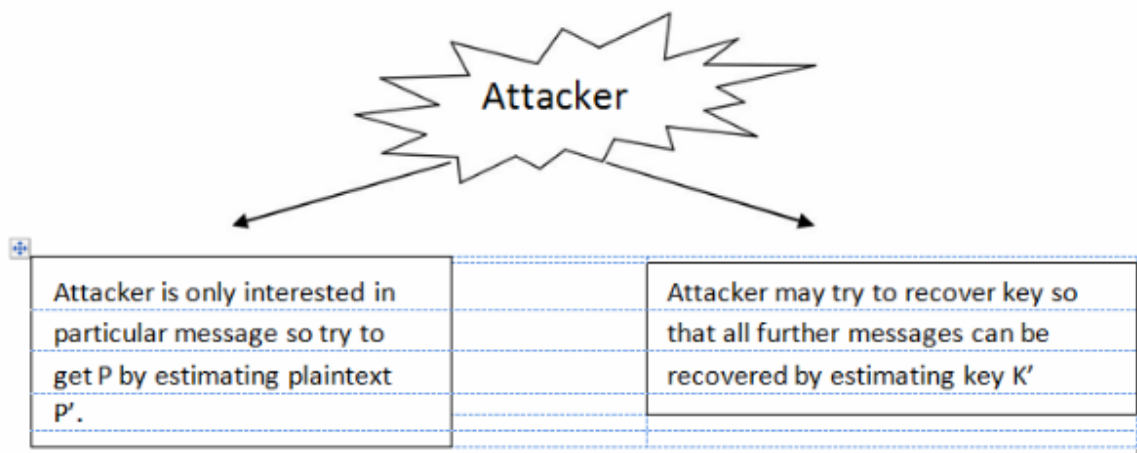 Attacker
Attacker is only interested in
particular message so try to
get P by estimating plaintext
P’.
Attacker may try to recover key so
that all further messages can be
recovered by estimating key K’